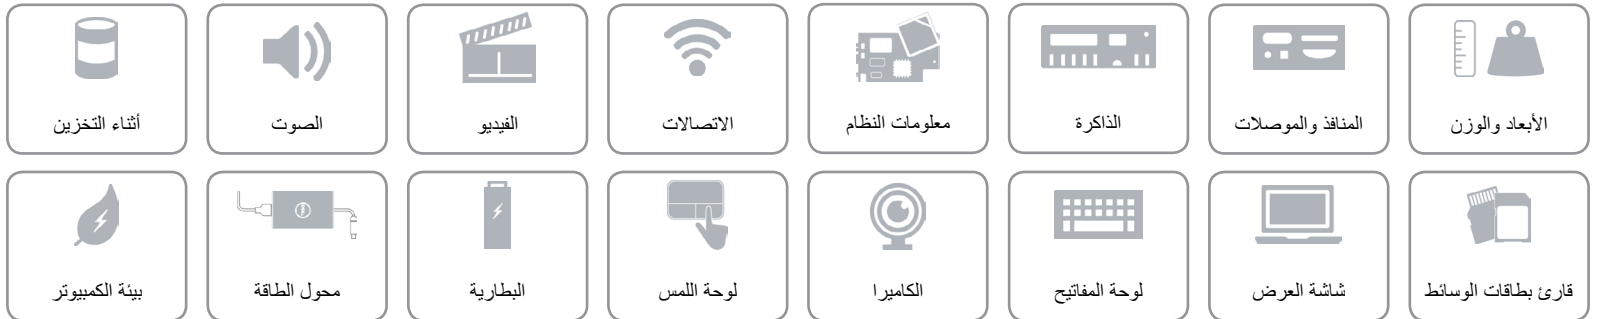 الأبعاد والوزن
المنافذ والموصلات
الذاكرة
معلومات النظام
الاتصالات
الفيديو
الصوت
أثناء التخزين
قارئ بطاقات الوسائط
شاشة العرض
لوحة المفاتيح
الكاميرا
لوحة اللمس
البطارية
محول الطاقة
بيئة الكمبيوتر